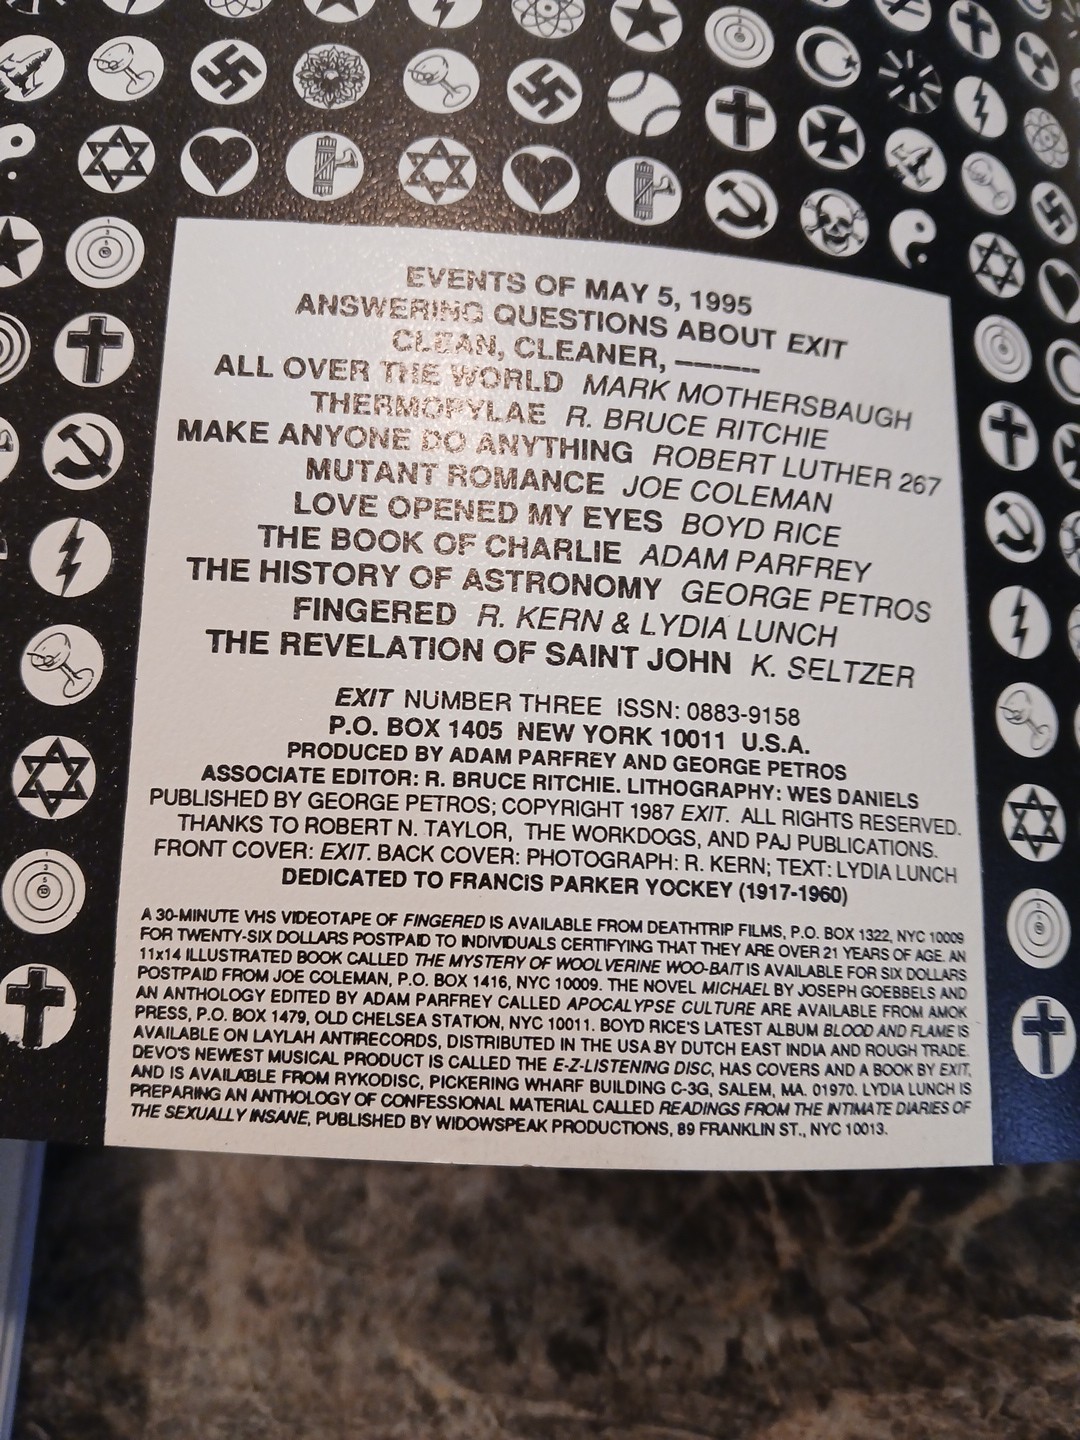 EVENTS OF MAY 5, 1995
ANSWERING QUESTIONS ABOUT EXIT
CLEAN, CLEANER, ———
ALL OVER THE WORLD MARK MOTHERSBAUGH
THERMOPYLAE R. BRUCE RITCHIE
MAKE ANYONE DO ANYTHING ROBERT LUTHER 267
MUTANT ROMANCE JOE COLEMAN
LOVE OPENED MY EYES BOYD RICE
THE BOOK OF CHARLIE ADAM PARFREY
THE HISTORY OF ASTRONOMY GEORGE PETROS
FINGERED R. KERN & LYDIA LUNCH
THE REVELATION OF SAINT JOHN K. SELTZER
EXIT NUMBER THREE ISSN: 0883-9158
P.O. BOX 1405 NEW YORK 10011 U.S.A.
PRODUCED BY ADAM PARFREY AND GEORGE PETROS
ASSOCIATE EDITOR: R. BRUCE RITCHIE. LITHOGRAPHY: WES DANIELS
PUBLISHED BY GEORGE PETROS; COPYRIGHT 1987 EXIT. ALL RIGHTS RESERVED.
THANKS TO ROBERT N. TAYLOR, THE WORKDOGS, AND PAJ PUBLICATIONS.
FRONT COVER: EXIT. BACK COVER: PHOTOGRAPH: R. KERN; TEXT: LYDIA LUNCH
DEDICATED TO FRANCIS PARKER YOCKEY (1917-1960)
A 30-MINUTE VHS VIDEOTAPE OF FINGERED IS AVAILABLE FROM DEATHTRIP FILMS, P.O. BOX 1322, NYC 10009
FOR TWENTY-SIX DOLLARS POSTPAID TO INDIVIDUALS CERTIFYING THAT THEY ARE OVER 21 YEARS OF AGE. AN
11x14 ILLUSTRATED BOOK CALLED THE MYSTERY OF WOOLVERINE WOO-BAIT IS AVAILABLE FOR SIX DOLLARS
POSTPAID FROM JOE COLEMAN, P.O. BOX 1416, NYC 10009. THE NOVEL MICHAEL BY JOSEPH GOEBBELS AND
AN ANTHOLOGY EDITED BY ADAM PARFREY CALLED APOCALYPSE CULTURE ARE AVAILABLE FROM AMOK
PRESS, P.O. BOX 1479, OLD CHELSEA STATION, NYC 10011. BOYD RICE'S LATEST ALBUM BLOOD AND FLAME IS
AVAILABLE ON LAYLAH ANTIRECORDS, DISTRIBUTED IN THE USA BY DUTCH EAST INDIA AND ROUGH TRADE.
DEVO'S NEWEST MUSICAL PRODUCT IS CALLED THE E-Z-LISTENING DISC, HAS COVERS AND A BOOK BY EXIT,
AND IS AVAILABLE FROM RYKODISC, PICKERING WHARF BUILDING C-3G, SALEM, MA. 01970. LYDIA LUNCH IS
PREPARING AN ANTHOLOGY OF CONFESSIONAL MATERIAL CALLED READINGS FROM THE INTIMATE DIARIES OF
THE SEXUALLY INSANE, PUBLISHED BY WIDOWSPEAK PRODUCTIONS, 89 FRANKLIN ST., NYC 10013.